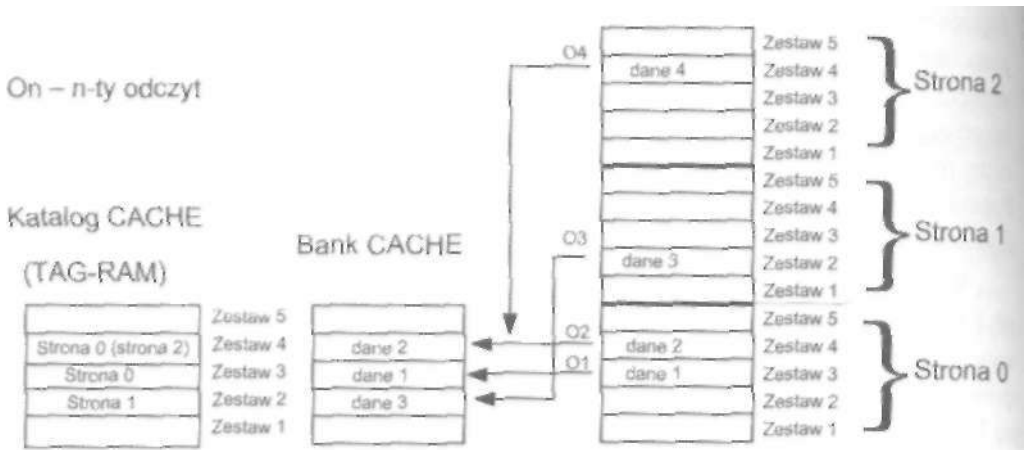 On – n-ty odczyt
Katalog CACHE
(TAG-RAM)
Zestaw 5
Strona 0 (strona 2) Zestaw 4
Strona 0 Zestaw 3
Strona 1 Zestaw 2
Zestaw 1
Bank CACHE
dane 2
dane 1
dane 3
O4
O3
O2
O1
Zestaw 5
dane 4 Zestaw 4
Zestaw 3
Zestaw 2
Zestaw 1
Strona 2
Zestaw 5
Zestaw 4
Zestaw 3
dane 3 Zestaw 2
Zestaw 1
Strona 1
Zestaw 5
dane 2 Zestaw 4
dane 1 Zestaw 3
Zestaw 2
Zestaw 1
Strona 0